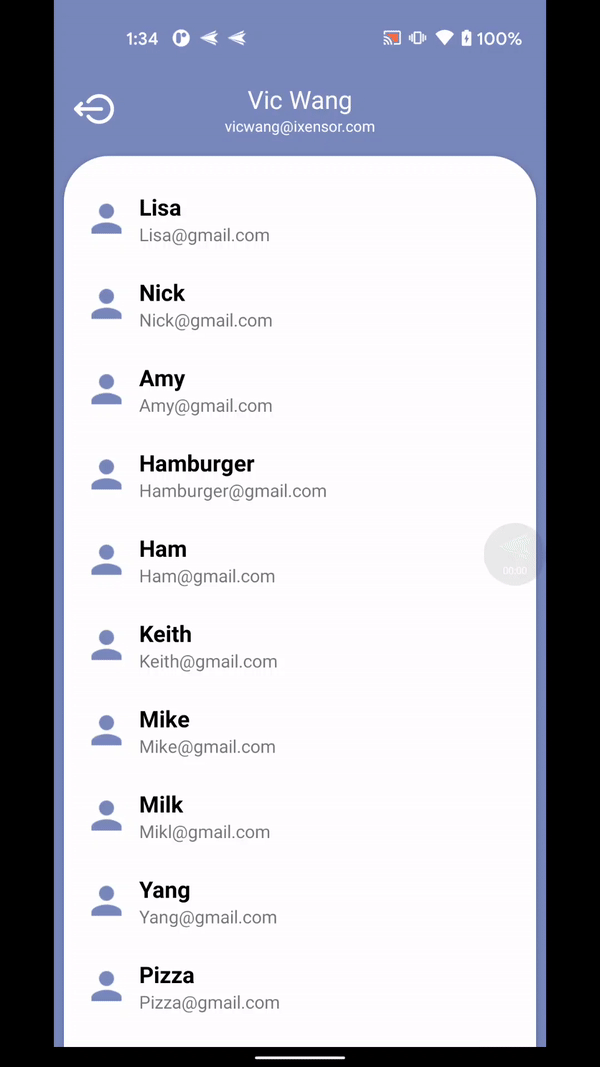 1:34
100%
Vic Wang
vicwang@ixensor.com
Lisa
Lisa@gmail.com
Nick
Nick@gmail.com
Amy
Amy@gmail.com
Hamburger
Hamburger@gmail.com
Ham
Ham@gmail.com
00:00
Keith
Keith@gmail.com
Mike
Mike@gmail.com
Milk
Mikl@gmail.com
Yang
Yang@gmail.com
Pizza
Pizza@gmail.com